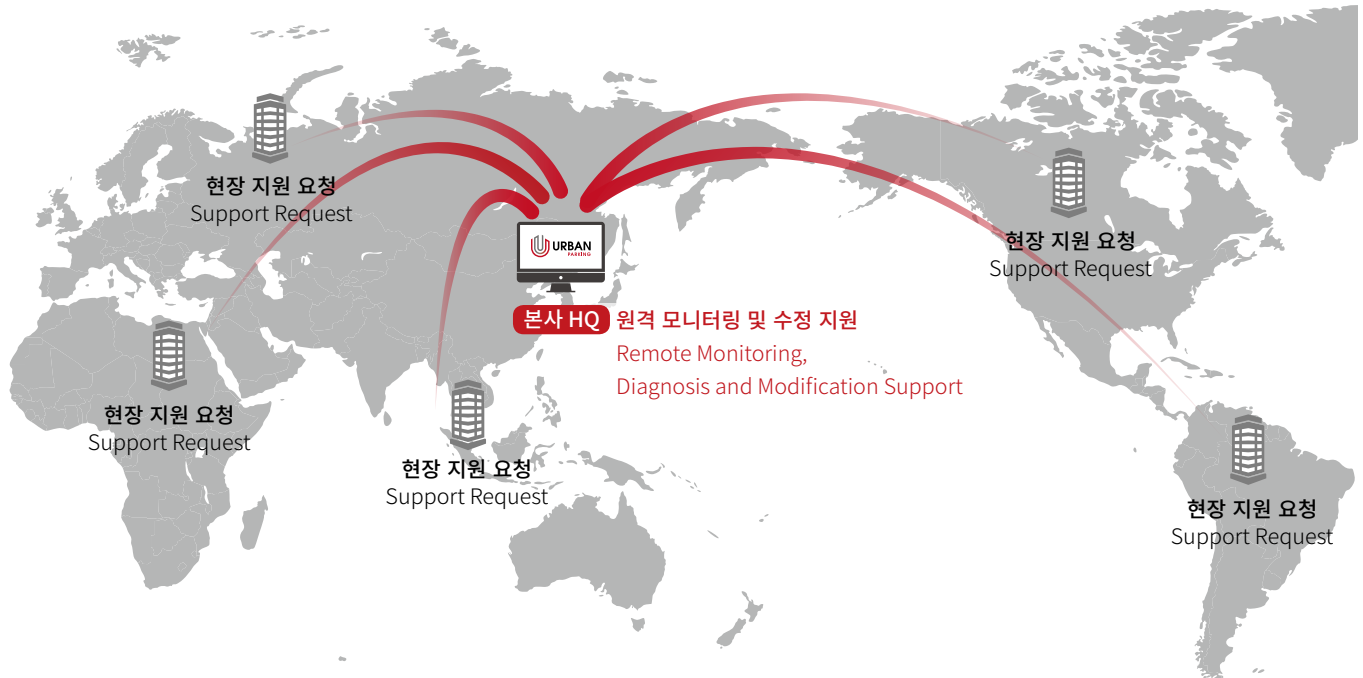 현장 지원 요청
Support Request
현장 지원 요청
Support Request
URBAN
PARKING
본사 HQ 원격 모니터링 및 수정 지원
Remote Monitoring,
Diagnosis and Modification Support
현장 지원 요청
Support Request
현장 지원 요청
Support Request
현장 지원 요청
Support Request